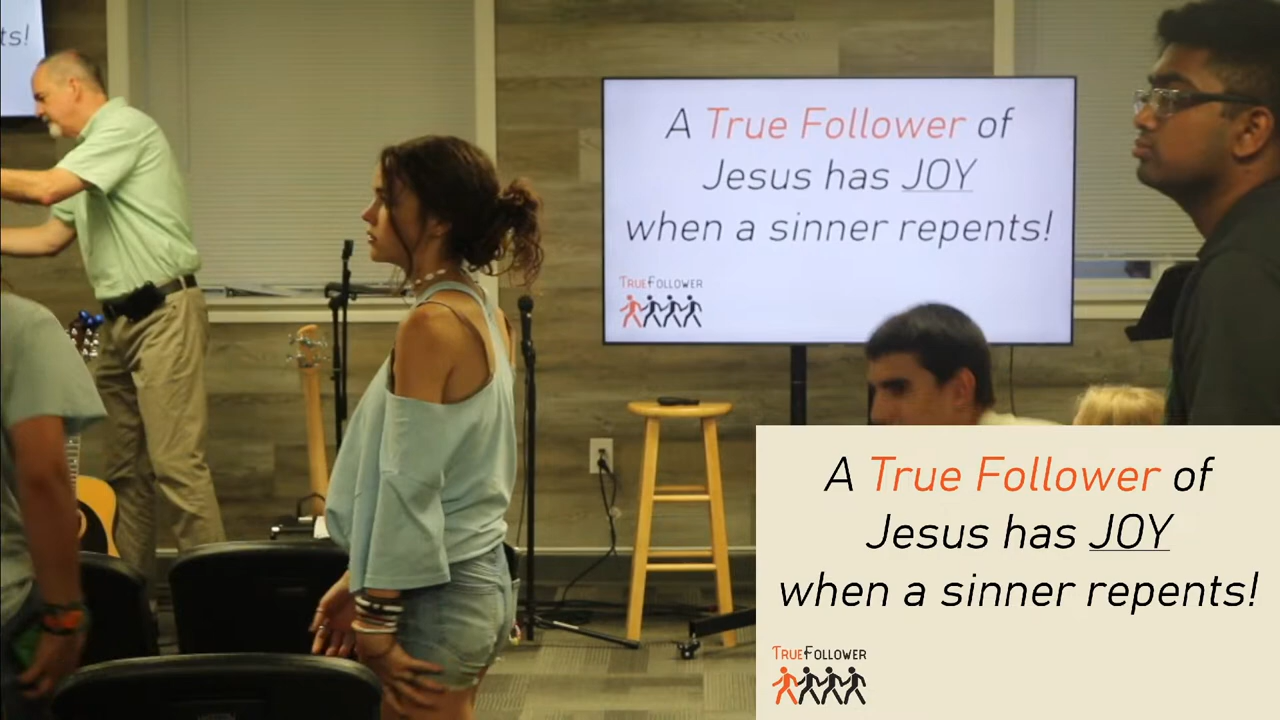 ts!
A True Follower of
Jesus has JOY
when a sinner repents!
TRUEFOLLOWER
A True Follower of
Jesus has JOY
when a sinner repents!
TRUEFOLLOWER